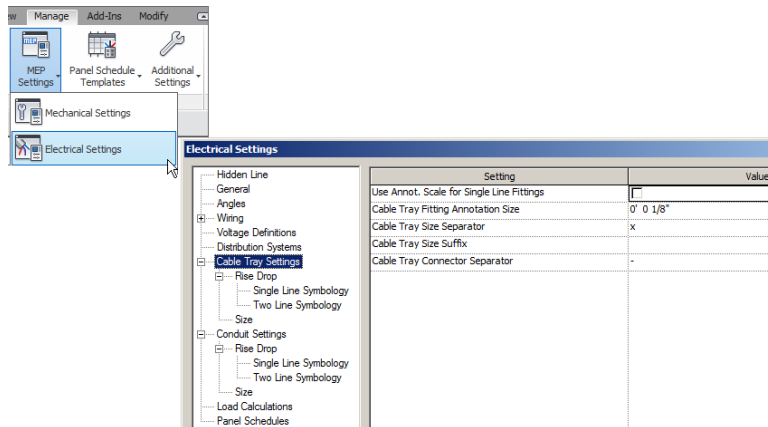 ew Manage Add-Ins Modify
MEP Settings Panel Schedule Templates Additional Settings
Mechanical Settings
Electrical Settings
Electrical Settings
Hidden Line
General
Angles
Wiring
Voltage Definitions
Distribution Systems
Cable Tray Settings
Rise Drop
Single Line Symbology
Two Line Symbology
Size
Conduit Settings
Rise Drop
Single Line Symbology
Two Line Symbology
Size
Load Calculations
Panel Schedules
Setting Value
Use Annot. Scale for Single Line Fittings
Cable Tray Fitting Annotation Size 0' 0 1/8"
Cable Tray Size Separator x
Cable Tray Size Suffix
Cable Tray Connector Separator -